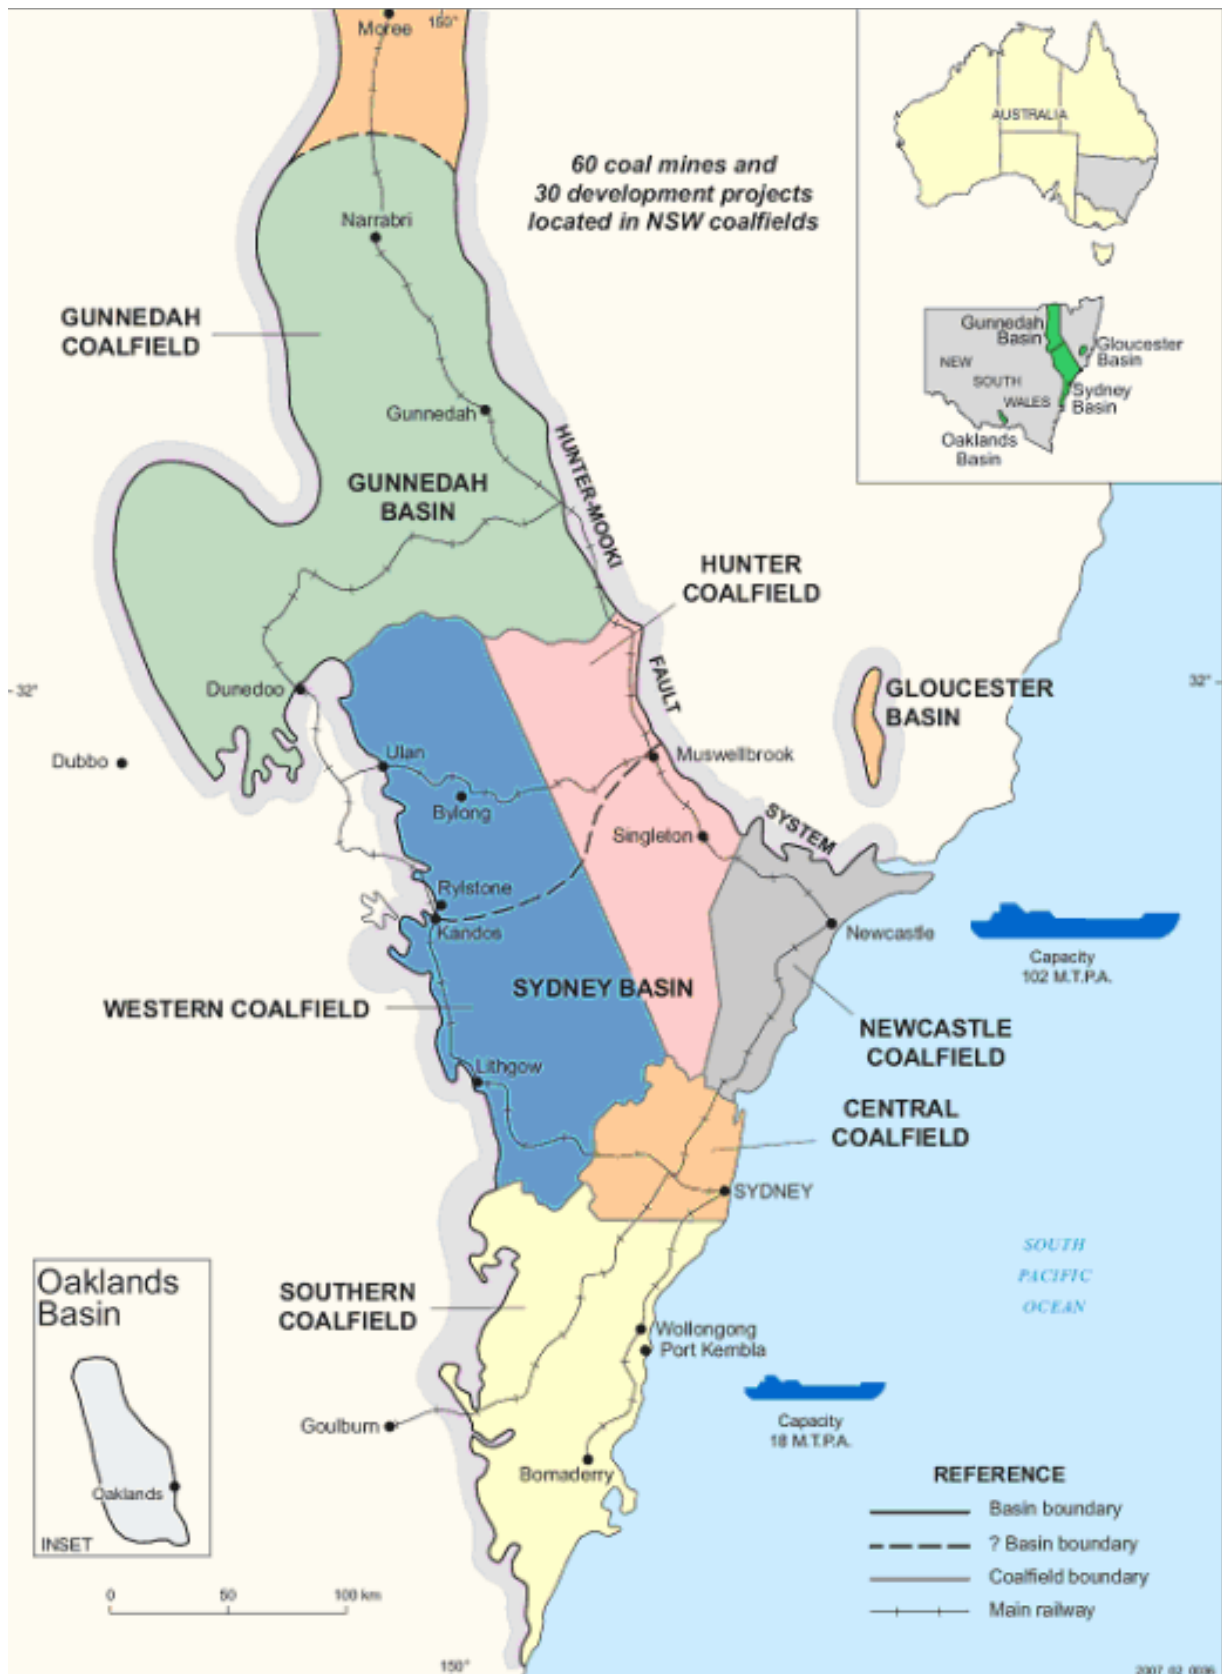 Moree
150°
60 coal mines and
30 development projects
located in NSW coalfields
AUSTRALIA
Narrabri
GUNNEDAH
COALFIELD
Gunnedah
Basin
Gloucester
Basin
NEW
SOUTH
WALES
Sydney
Basin
Oaklands
Basin
Gunnedah
HUNTER-MOOKI
FAULT
SYSTEM
GUNNEDAH
BASIN
HUNTER
COALFIELD
32°
32°
Dunedoo
GLOUCESTER
BASIN
Dubbo
Ulan
Muswellbrook
Bylong
Singleton
Rylstone
Kandos
Newcastle
Capacity
102 M.T.P.A.
SYDNEY BASIN
WESTERN COALFIELD
NEWCASTLE
COALFIELD
Lithgow
CENTRAL
COALFIELD
SYDNEY
SOUTH
PACIFIC
OCEAN
Oaklands
Basin
SOUTHERN
COALFIELD
Wollongong
Port Kembla
Goulburn
Capacity
18 M.T.P.A.
Bomaderry
Oaklands
INSET
REFERENCE
Basin boundary
? Basin boundary
Coalfield boundary
Main railway
0 50 100 km
150°